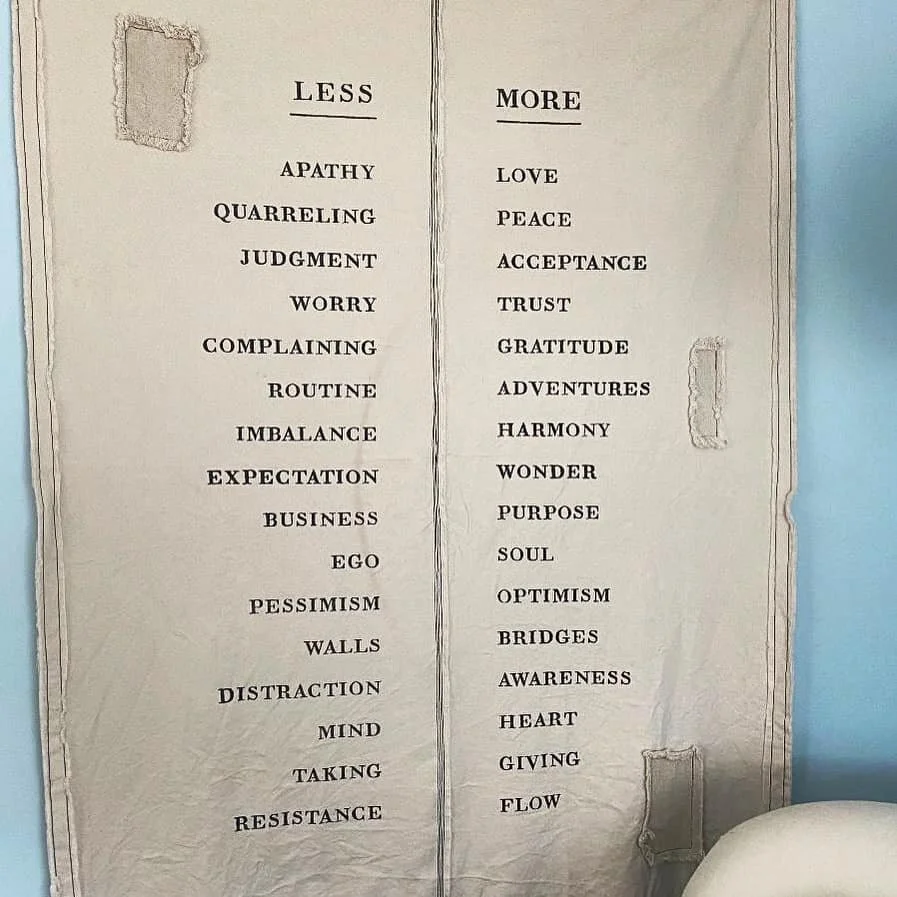 LESS MORE
APATHY LOVE
QUARRELING PEACE
JUDGMENT ACCEPTANCE
WORRY TRUST
COMPLAINING GRATITUDE
ROUTINE ADVENTURES
IMBALANCE HARMONY
EXPECTATION WONDER
BUSINESS PURPOSE
EGO SOUL
PESSIMISM OPTIMISM
WALLS BRIDGES
DISTRACTION AWARENESS
MIND HEART
TAKING GIVING
RESISTANCE FLOW